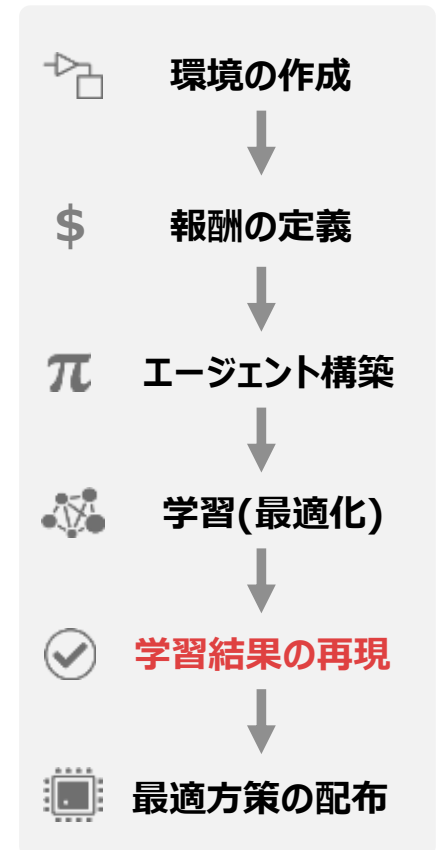 環境の作成
$
報酬の定義
π
エージェント構築
学習(最適化)
学習結果の再現
最適方策の配布